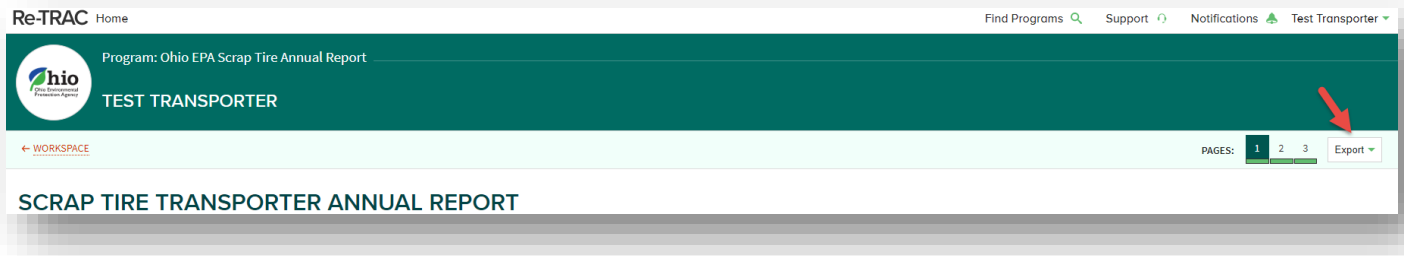 Re-TRAC Home Find Programs Support Notifications Test Transporter
Program: Ohio EPA Scrap Tire Annual Report
Ohio
Ohio Environmental
Protection Agency
TEST TRANSPORTER
← WORKSPACE PAGES: 1 2 3 Export
SCRAP TIRE TRANSPORTER ANNUAL REPORT